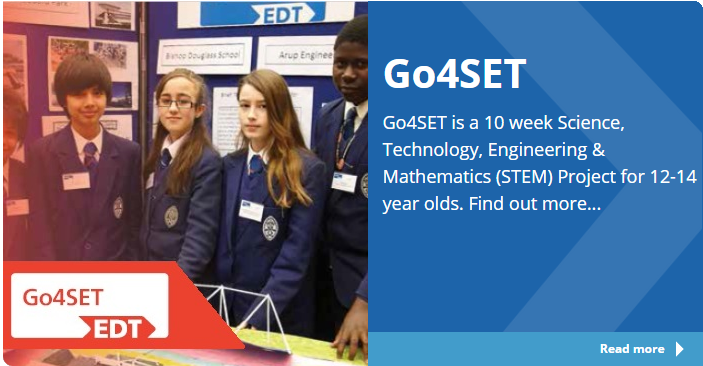 EDT
Bishop Douglass School
Arup Engineer
Go4SET
EDT
Go4SET
Go4SET is a 10 week Science,
Technology, Engineering &
Mathematics (STEM) Project for 12-14
year olds. Find out more...
Read more